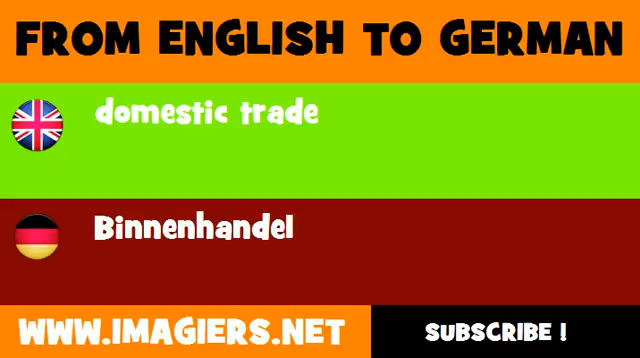 FROM ENGLISH TO GERMAN
domestic trade
Binnenhandel
WWW.IMAGIERS.NET
SUBSCRIBE !